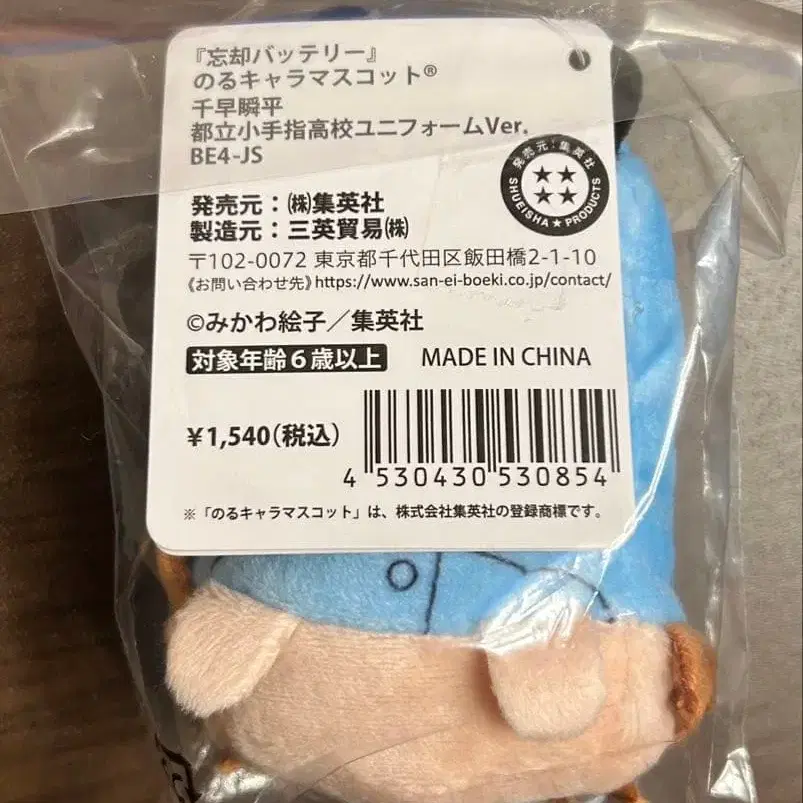 『忘却バッテリー』
のるキャラマスコット®
千早瞬平
都立小手指高校ユニフォームVer.
BE4-JS
発売元：集英社
SHUEISHA★PRODUCTS
発売元：㈱集英社
製造元：三英貿易㈱
〒102-0072 東京都千代田区飯田橋2-1-10
《お問い合わせ先》https://www.san-ei-boeki.co.jp/contact/
©みかわ絵子／集英社
対象年齢６歳以上 MADE IN CHINA
¥1,540(税込)
4 530430 530854
※「のるキャラマスコット」は、株式会社集英社の登録商標です。